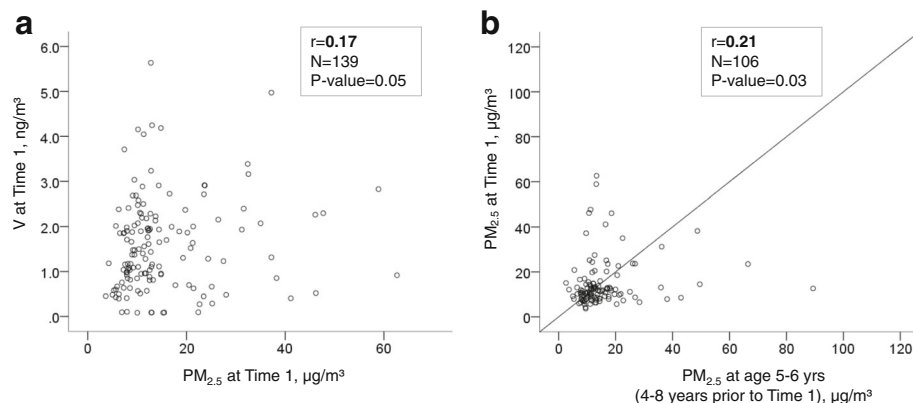 a
r=0.17
N=139
P-value=0.05
6.0
5.0
4.0
3.0
2.0
1.0
.0
V at Time 1, ng/m³
0 20 40 60
PM2.5 at Time 1, µg/m³
b
r=0.21
N=106
P-value=0.03
120
100
80
60
40
20
0
PM2.5 at Time 1, µg/m³
0 20 40 60 80 100 120
PM2.5 at age 5-6 yrs
(4-8 years prior to Time 1), µg/m³